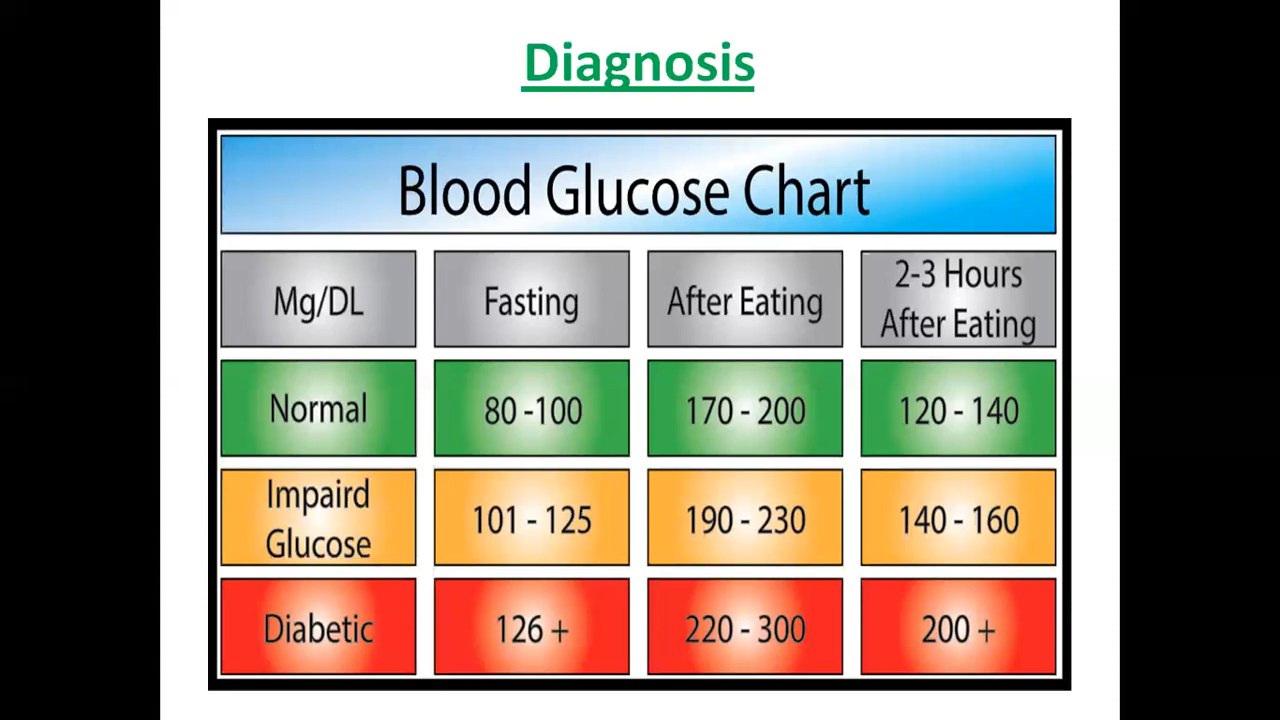 Diagnosis
Blood Glucose Chart
Mg/DL Fasting After Eating 2-3 Hours
After Eating
Normal 80 -100 170 - 200 120 - 140
Impaird
Glucose 101 - 125 190 - 230 140 - 160
Diabetic 126 + 220 - 300 200 +